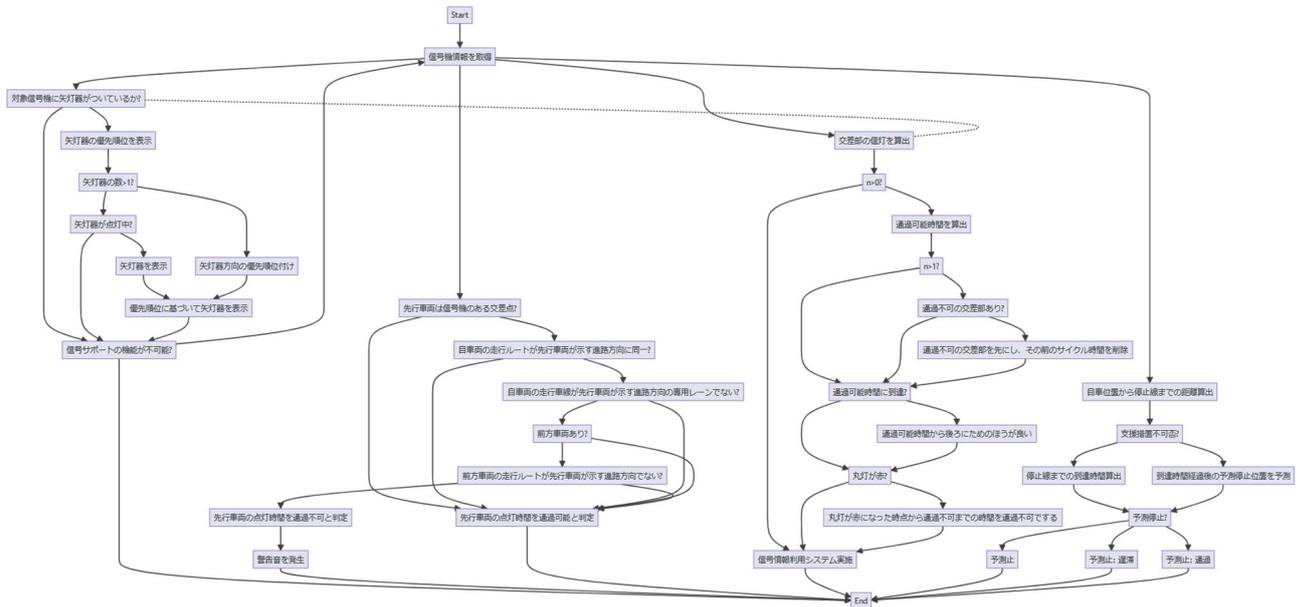 Start
信号機情報を取得
対象信号機に矢灯器がついているか?
矢灯器の優先順位を表示
交差部の個灯を算出
矢灯器の数>1?
n>0?
矢灯器が点灯中?
通過可能時間を算出
矢灯器を表示
矢灯器方向の優先順位付け
n>1?
優先順位に基づいて矢灯器を表示
先行車両は信号機のある交差点?
通過不可の交差部あり?
信号サポートの機能が不可能?
自車両の走行ルートが先行車両が示す進路方向に同一?
通過不可の交差部を先にし、その前のサイクル時間を削除
自車両の走行車線が先行車両が示す進路方向の専用レーンでない?
通過可能時間に到達?
自車位置から停止線までの距離算出
前方車両あり?
通過可能時間から後ろにためのほうが良い
支援措置不可否?
前方車両の走行ルートが先行車両が示す進路方向でない?
丸灯が赤?
停止線までの到達時間算出
到達時間経過後の予測停止位置を予測
先行車両の点灯時間を通過不可と判定
先行車両の点灯時間を通過可能と判定
丸灯が赤になった時点から通過不可までの時間を通過不可でする
予測停止?
警告音を発生
信号情報利用システム実施
予測止
予測止: 遅滞
予測止: 通過
End